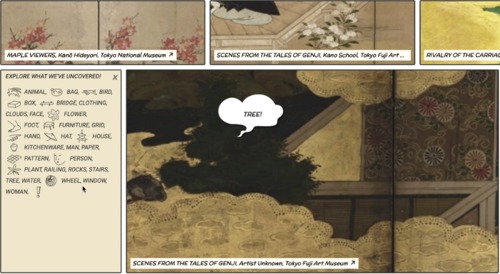 MAPLE VIEWERS, Kanō Hideyori, Tokyo National Museum ↗
SCENES FROM THE TALES OF GENJI, Kano School, Tokyo Fuji Art ...
RIVALRY OF THE CARRIAG
EXPLORE WHAT WE'VE UNCOVERED! X
ANIMAL, BAG, BIRD,
BOX, BRIDGE, CLOTHING,
CLOUDS, FACE, FLOWER,
FOOT, FURNITURE, GRID,
HAND, HAT, HOUSE,
KITCHENWARE, MAN, PAPER,
PATTERN, PERSON,
PLANT, RAILING, ROCKS, STAIRS,
TREE, WATER, WHEEL, WINDOW,
WOMAN,
TREE!
SCENES FROM THE TALES OF GENJI, Artist Unknown, Tokyo Fuji Art Museum ↗